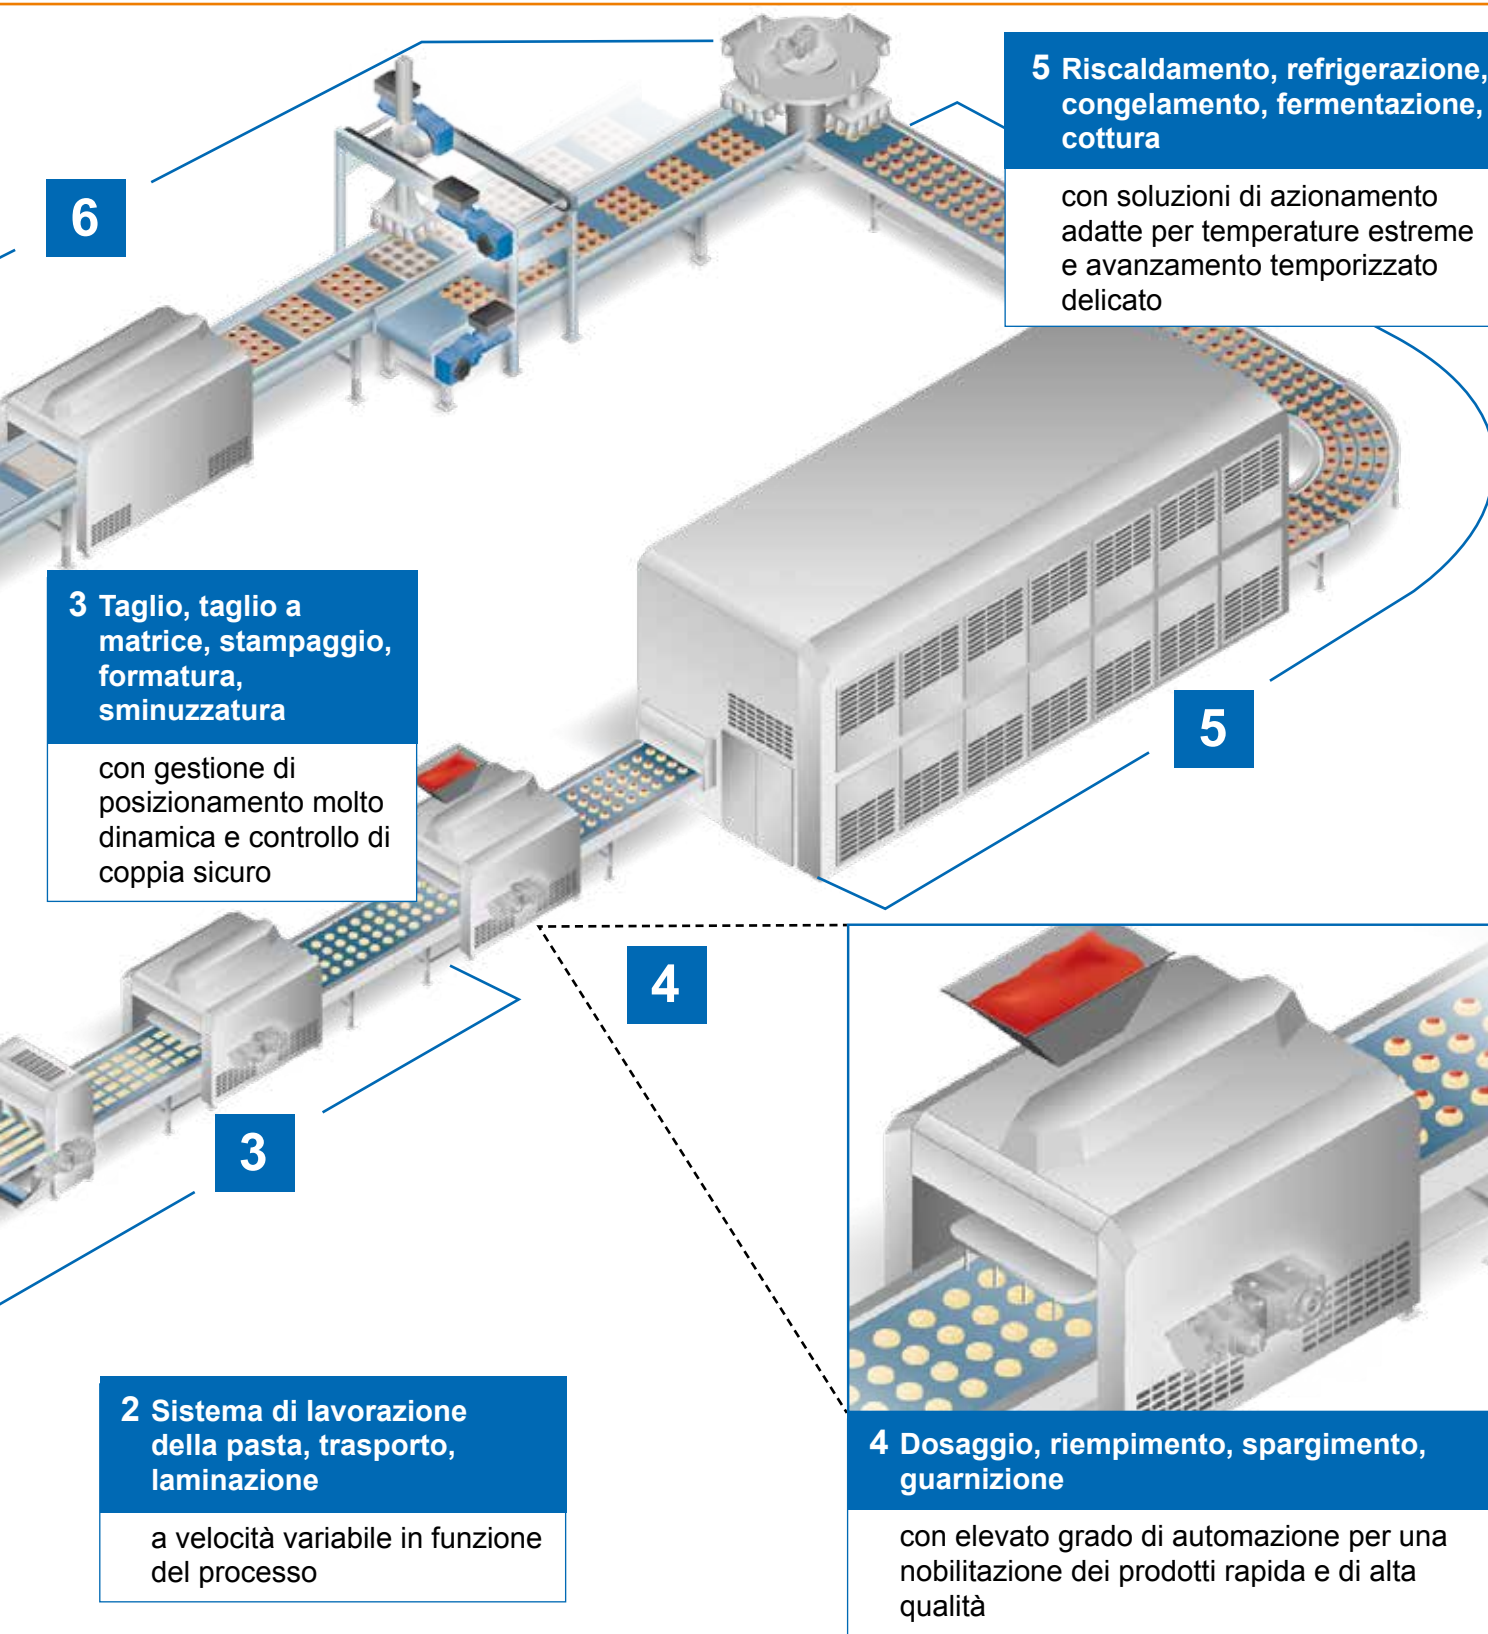 5 Riscaldamento, refrigerazione,
congelamento, fermentazione,
cottura
con soluzioni di azionamento
adatte per temperature estreme
e avanzamento temporizzato
delicato
6
3 Taglio, taglio a
matrice, stampaggio,
formatura,
sminuzzatura
con gestione di
posizionamento molto
dinamica e controllo di
coppia sicuro
5
4
3
2 Sistema di lavorazione
della pasta, trasporto,
laminazione
a velocità variabile in funzione
del processo
4 Dosaggio, riempimento, spargimento,
guarnizione
con elevato grado di automazione per una
nobilitazione dei prodotti rapida e di alta
qualità